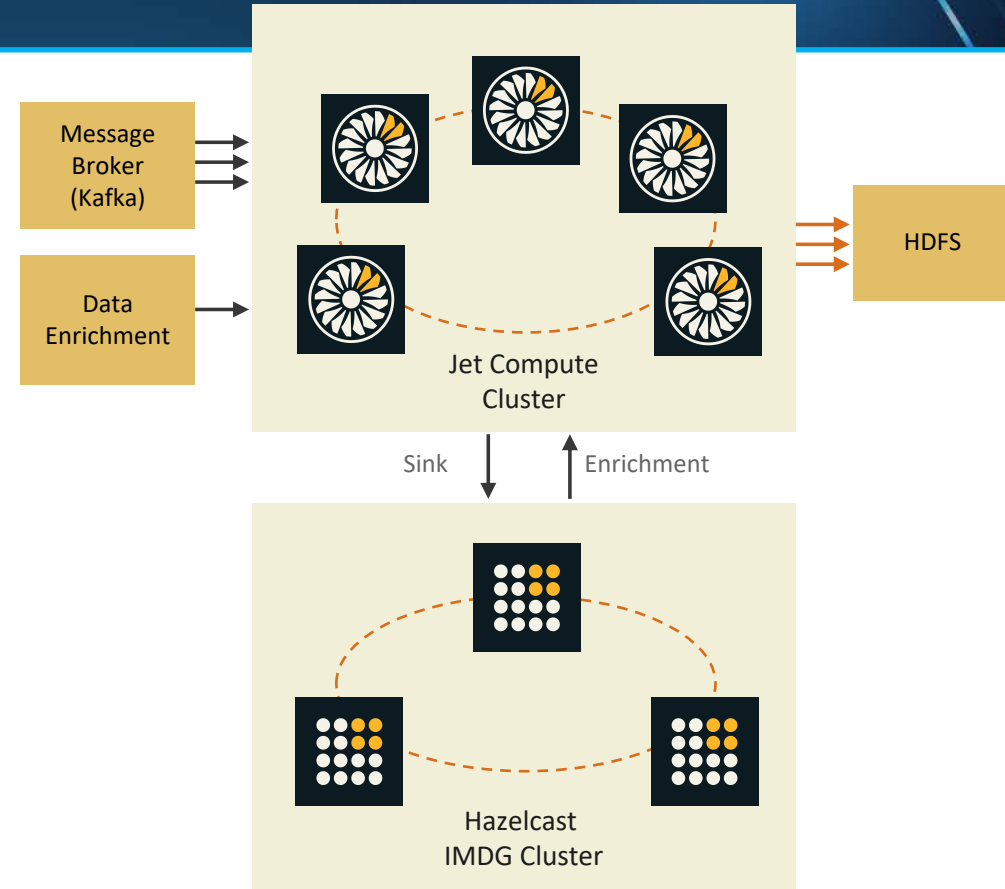 Message
Broker
(Kafka)
Data
Enrichment
HDFS
Jet Compute
Cluster
Sink
Enrichment
Hazelcast
IMDG Cluster